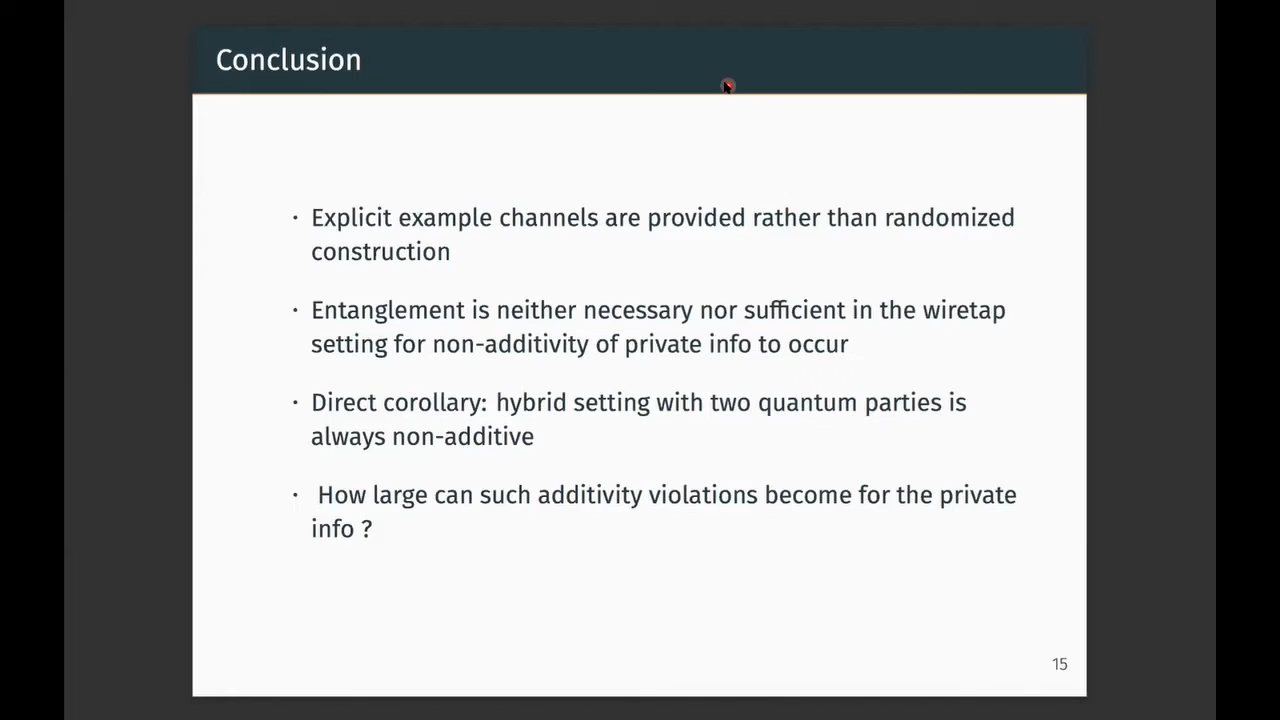 Conclusion
· Explicit example channels are provided rather than randomized
construction
· Entanglement is neither necessary nor sufficient in the wiretap
setting for non-additivity of private info to occur
· Direct corollary: hybrid setting with two quantum parties is
always non-additive
· How large can such additivity violations become for the private
info ?
15